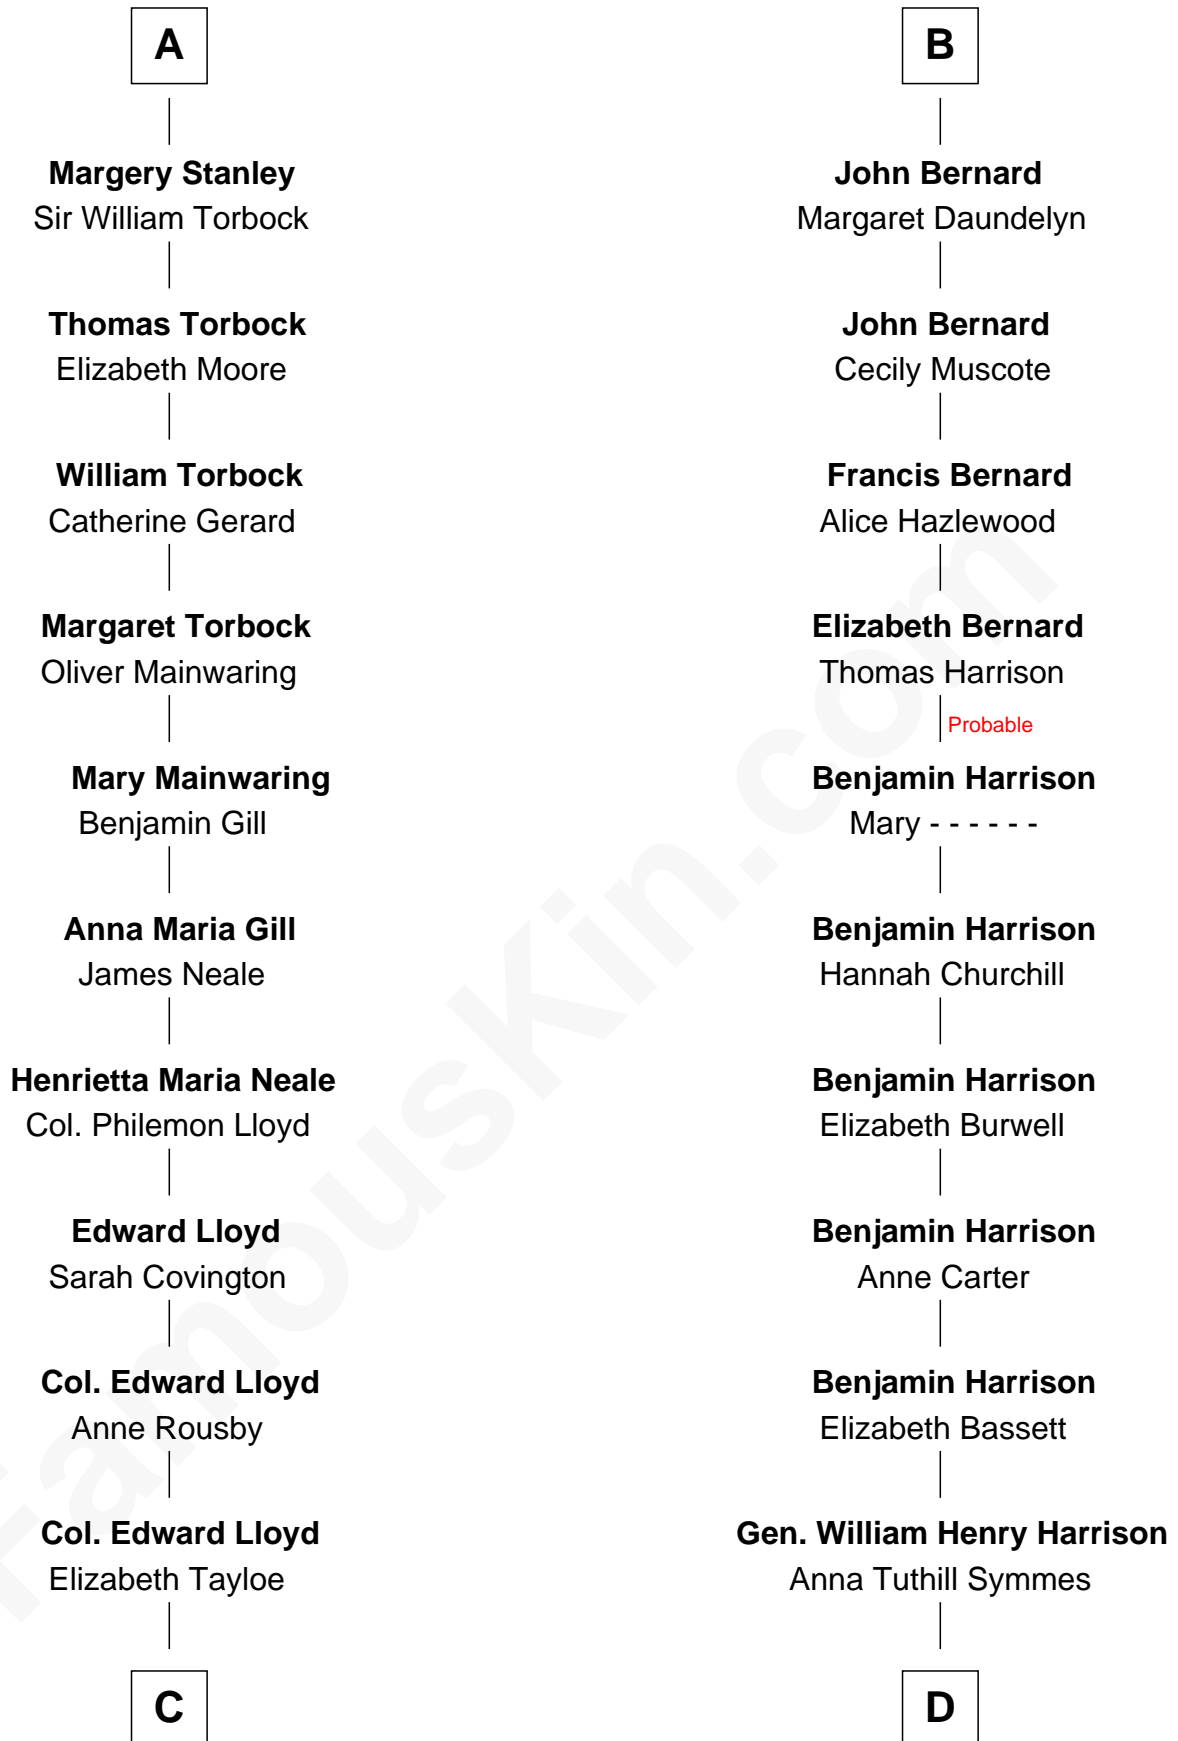 A
Margery Stanley
Sir William Torbock
Thomas Torbock
Elizabeth Moore
William Torbock
Catherine Gerard
Margaret Torbock
Oliver Mainwaring
Mary Mainwaring
Benjamin Gill
Anna Maria Gill
James Neale
Henrietta Maria Neale
Col. Philemon Lloyd
Edward Lloyd
Sarah Covington
Col. Edward Lloyd
Anne Rousby
Col. Edward Lloyd
Elizabeth Tayloe
C
B
John Bernard
Margaret Daundelyn
John Bernard
Cecily Muscote
Francis Bernard
Alice Hazlewood
Elizabeth Bernard
Thomas Harrison
Probable
Benjamin Harrison
Mary - - - - - -
Benjamin Harrison
Hannah Churchill
Benjamin Harrison
Elizabeth Burwell
Benjamin Harrison
Anne Carter
Benjamin Harrison
Elizabeth Bassett
Gen. William Henry Harrison
Anna Tuthill Symmes
D
FamousKin.com